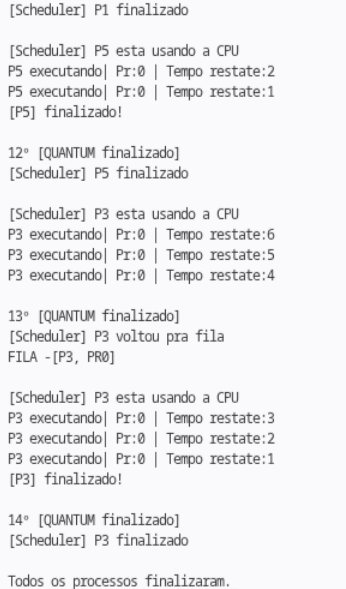 [Scheduler] P1 finalizado
[Scheduler] P5 esta usando a CPU
P5 executando| Pr:0 | Tempo restate:2
P5 executando| Pr:0 | Tempo restate:1
[P5] finalizado!
12º [QUANTUM finalizado]
[Scheduler] P5 finalizado
[Scheduler] P3 esta usando a CPU
P3 executando| Pr:0 | Tempo restate:6
P3 executando| Pr:0 | Tempo restate:5
P3 executando| Pr:0 | Tempo restate:4
13º [QUANTUM finalizado]
[Scheduler] P3 voltou pra fila
FILA -[P3, PR0]
[Scheduler] P3 esta usando a CPU
P3 executando| Pr:0 | Tempo restate:3
P3 executando| Pr:0 | Tempo restate:2
P3 executando| Pr:0 | Tempo restate:1
[P3] finalizado!
14º [QUANTUM finalizado]
[Scheduler] P3 finalizado
Todos os processos finalizaram.